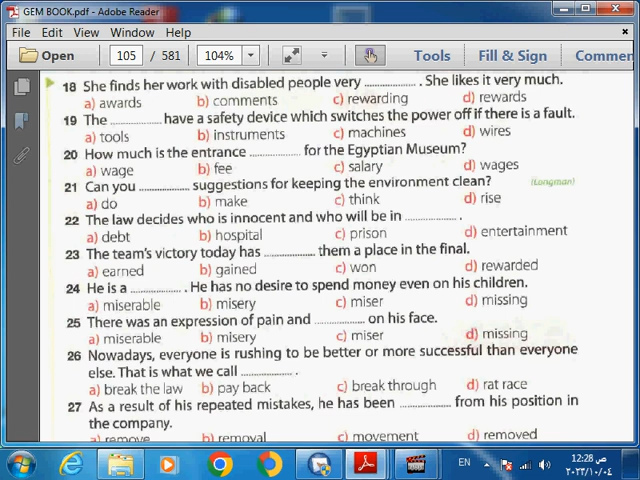 GEM BOOK.pdf - Adobe Reader
File Edit View Window Help
Open 105 / 581 104% Tools Fill & Sign Commen
18 She finds her work with disabled people very ............... . She likes it very much.
a) awards b) comments c) rewarding d) rewards
19 The ............... have a safety device which switches the power off if there is a fault.
a) tools b) instruments c) machines d) wires
20 How much is the entrance ............... for the Egyptian Museum?
a) wage b) fee c) salary d) wages
21 Can you ............... suggestions for keeping the environment clean? (Longman)
a) do b) make c) think d) rise
22 The law decides who is innocent and who will be in ............... .
a) debt b) hospital c) prison d) entertainment
23 The team's victory today has ............... them a place in the final.
a) earned b) gained c) won d) rewarded
24 He is a ............... . He has no desire to spend money even on his children.
a) miserable b) misery c) miser d) missing
25 There was an expression of pain and ............... on his face.
a) miserable b) misery c) miser d) missing
26 Nowadays, everyone is rushing to be better or more successful than everyone
else. That is what we call ............... .
a) break the law b) pay back c) break through d) rat race
27 As a result of his repeated mistakes, he has been ............... from his position in
the company.
a) remove b) removal c) movement d) removed
EN 12:28 ص
٢٠٢٣/١٠/٠٤